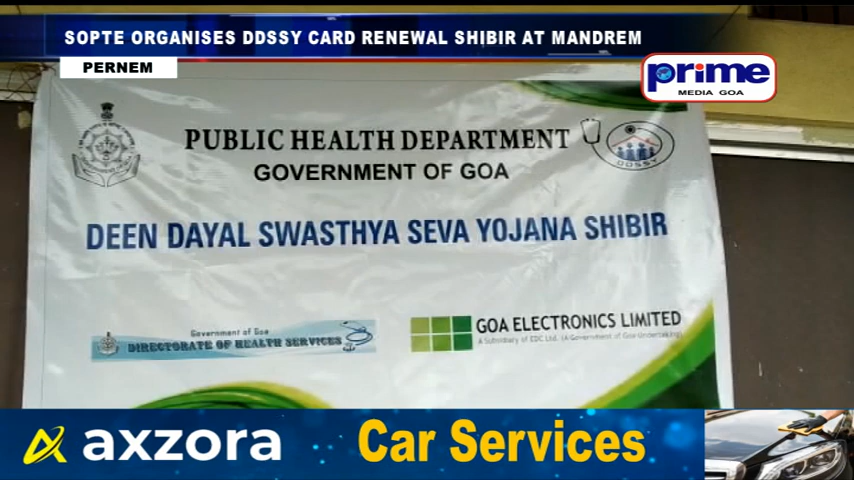 SOPTE ORGANISES DDSSY CARD RENEWAL SHIBIR AT MANDREM
PERNEM
prime
MEDIA GOA
PUBLIC HEALTH DEPARTMENT
GOVERNMENT OF GOA
DDSSY
DEEN DAYAL SWASTHYA SEVA YOJANA SHIBIR
Government of Goa
DIRECTORATE OF HEALTH SERVICES
GOA ELECTRONICS LIMITED
A Subsidiary of EDC Ltd. (A Government of Goa Undertaking)
axzora
Car Services